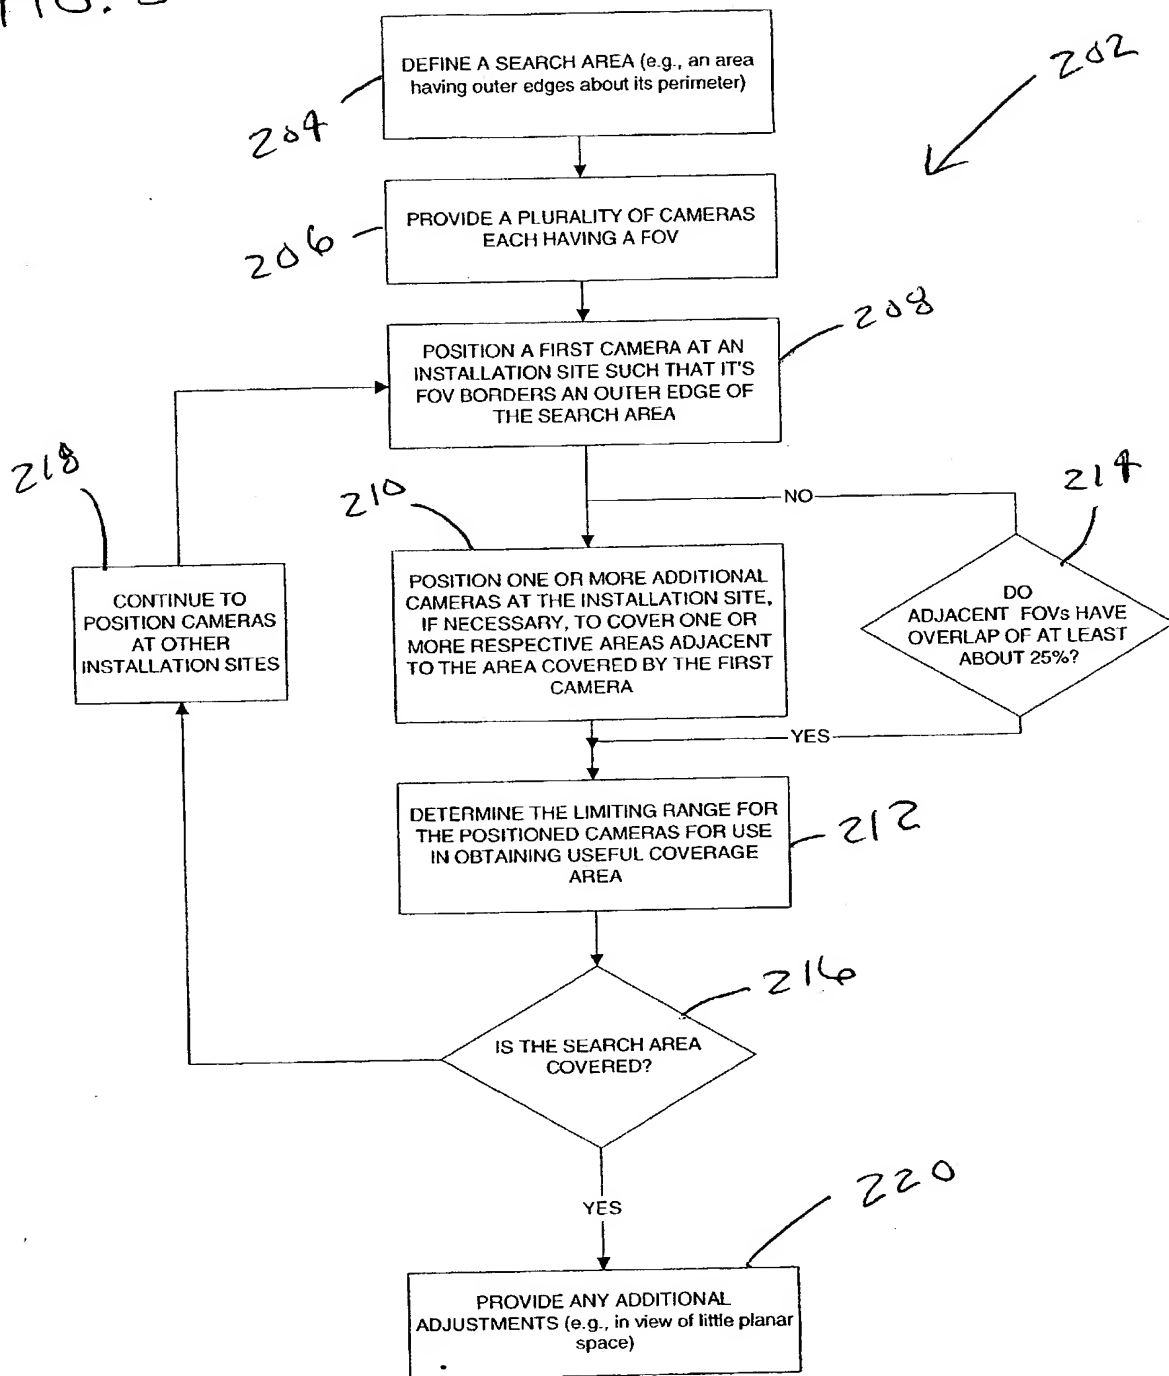 DEFINE A SEARCH AREA (e.g., an area
having outer edges about its perimeter)
202
204
PROVIDE A PLURALITY OF CAMERAS
EACH HAVING A FOV
206
208
POSITION A FIRST CAMERA AT AN
INSTALLATION SITE SUCH THAT IT'S
FOV BORDERS AN OUTER EDGE OF
THE SEARCH AREA
218
210
NO
214
CONTINUE TO
POSITION CAMERAS
AT OTHER
INSTALLATION SITES
POSITION ONE OR MORE ADDITIONAL
CAMERAS AT THE INSTALLATION SITE,
IF NECESSARY, TO COVER ONE OR
MORE RESPECTIVE AREAS ADJACENT
TO THE AREA COVERED BY THE FIRST
CAMERA
DO
ADJACENT FOVs HAVE
OVERLAP OF AT LEAST
ABOUT 25%?
YES
DETERMINE THE LIMITING RANGE FOR
THE POSITIONED CAMERAS FOR USE
IN OBTAINING USEFUL COVERAGE
AREA
212
216
IS THE SEARCH AREA
COVERED?
YES
220
PROVIDE ANY ADDITIONAL
ADJUSTMENTS (e.g., in view of little planar
space)